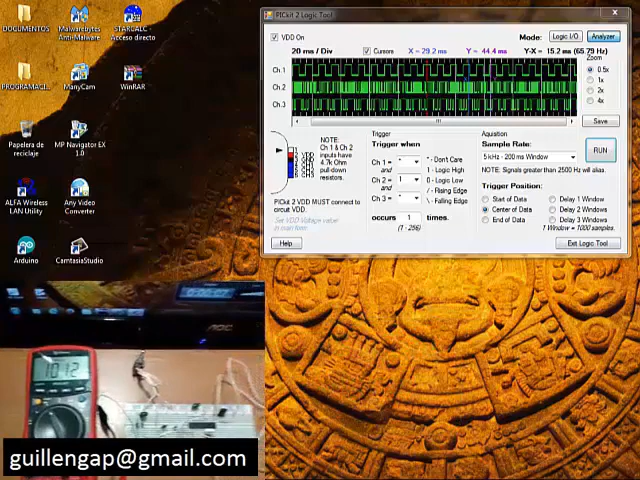 DOCUMENTOS
Malwarebytes
Anti-Malware
STARCALC -
Acceso directo
ManyCam
WinRAR
Papelera de
reciclaje
MP Navigator EX
1.0
ALFA Wireless
LAN Utility
Any Video
Converter
Arduino
CamtasiaStudio
AOC
1012
guillengap@gmail.com
PICkit 2 Logic Tool
VDD On
Mode:
Logic I/O
Analyzer
20 ms / Div
Cursors
X = 29.2 ms
Y = 44.4 ms
Y-X = 15.2 ms (65.79 Hz)
Zoom
0.5x
1x
2x
4x
Ch. 1
Ch. 2
Ch. 3
Save
NOTE:
Ch 1 & Ch 2
inputs have
4.7k Ohm
pull-down
resistors.
PICkit 2 VDD MUST connect to
circuit VDD.
Set VDD Voltage value
in main form.
Help
Trigger
Trigger when
Ch 1 = *
and
Ch 2 = 1
and
Ch 3 = *
* - Don't Care
1 - Logic High
0 - Logic Low
/ - Rising Edge
\ - Falling Edge
occurs 1 times.
(1 - 256)
Aquisition
Sample Rate:
5 kHz - 200 ms Window
RUN
NOTE: Signals greater than 2500 Hz will alias.
Trigger Position:
Start of Data
Center of Data
End of Data
Delay 1 Window
Delay 2 Windows
Delay 3 Windows
1 Window = 1000 samples.
Exit Logic Tool